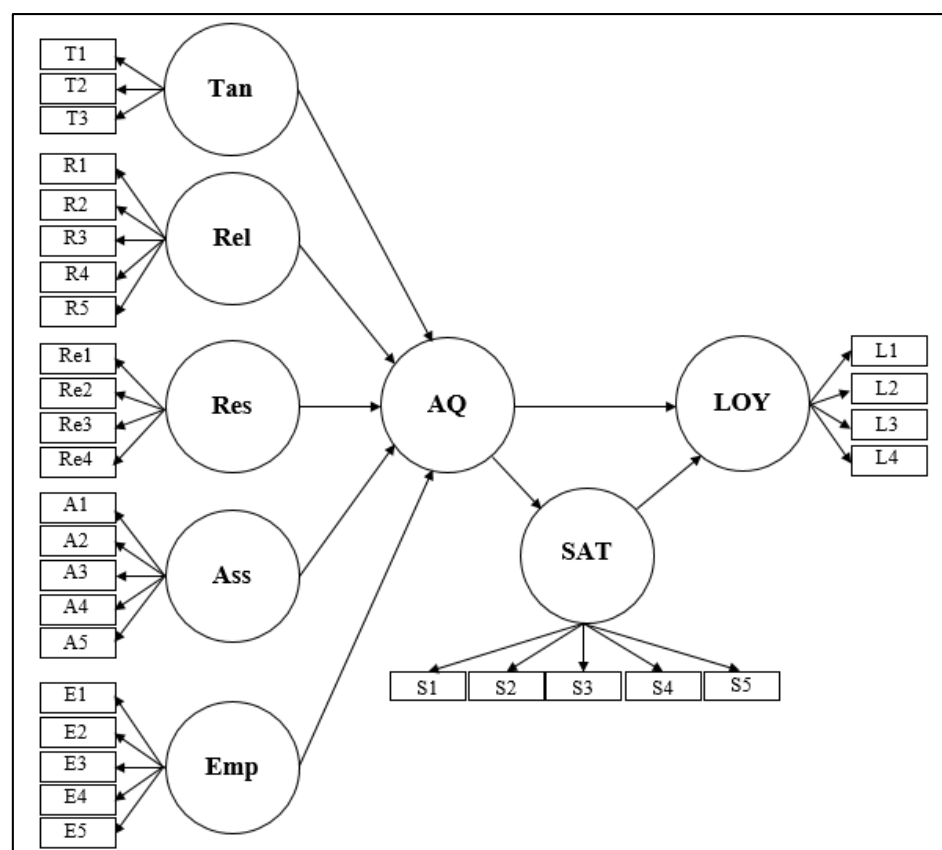 T1
T2
T3
Tan
R1
R2
R3
R4
R5
Rel
Re1
Re2
Re3
Re4
Res
A1
A2
A3
A4
A5
Ass
E1
E2
E3
E4
E5
Emp
AQ
LOY
L1
L2
L3
L4
SAT
S1
S2
S3
S4
S5